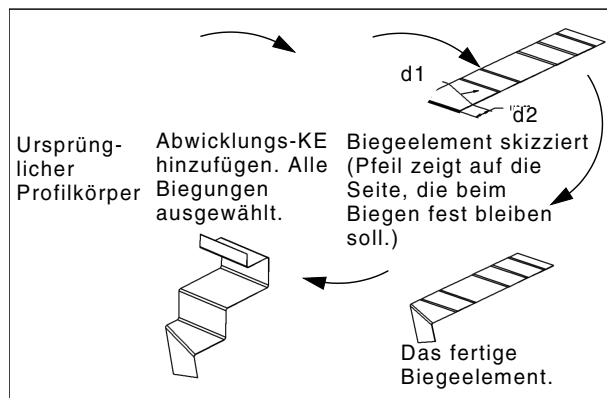 d1
d2
Ursprüng-
licher
Profilkörper
Abwicklungs-KE
hinzufügen. Alle
Biegungen
ausgewählt.
Biegeelement skizziert
(Pfeil zeigt auf die
Seite, die beim
Biegen fest bleiben
soll.)
Das fertige
Biegeelement.